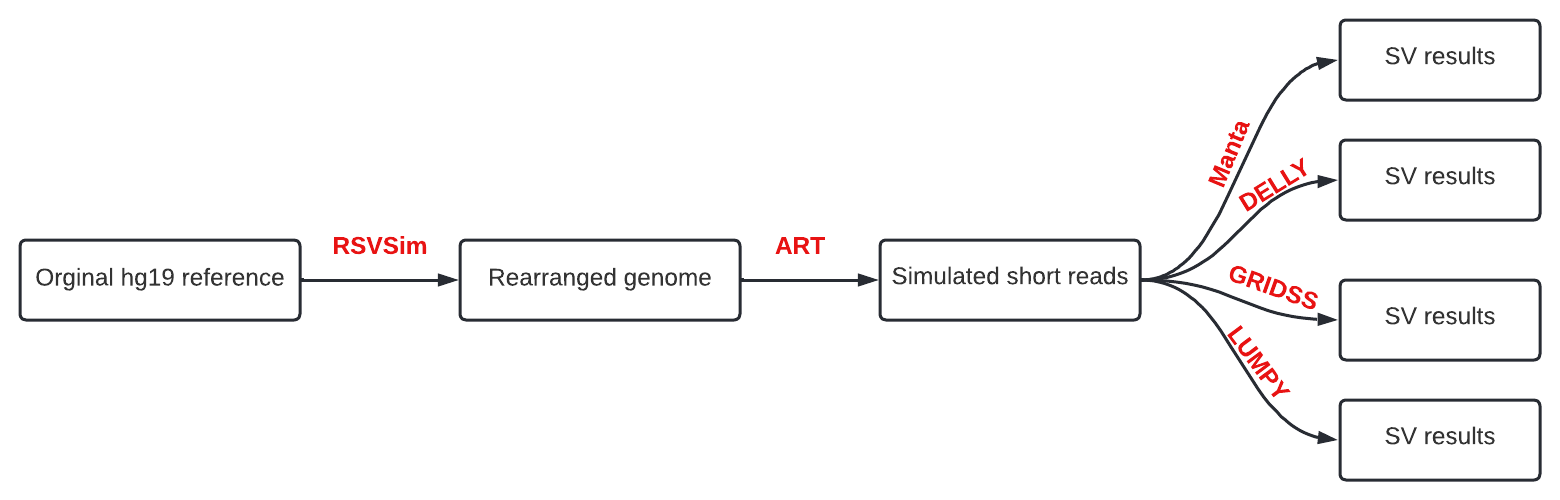 Orginal hg19 reference
RSVSim
Rearranged genome
ART
Simulated short reads
Manta
SV results
DELLY
SV results
GRIDSS
SV results
LUMPY
SV results